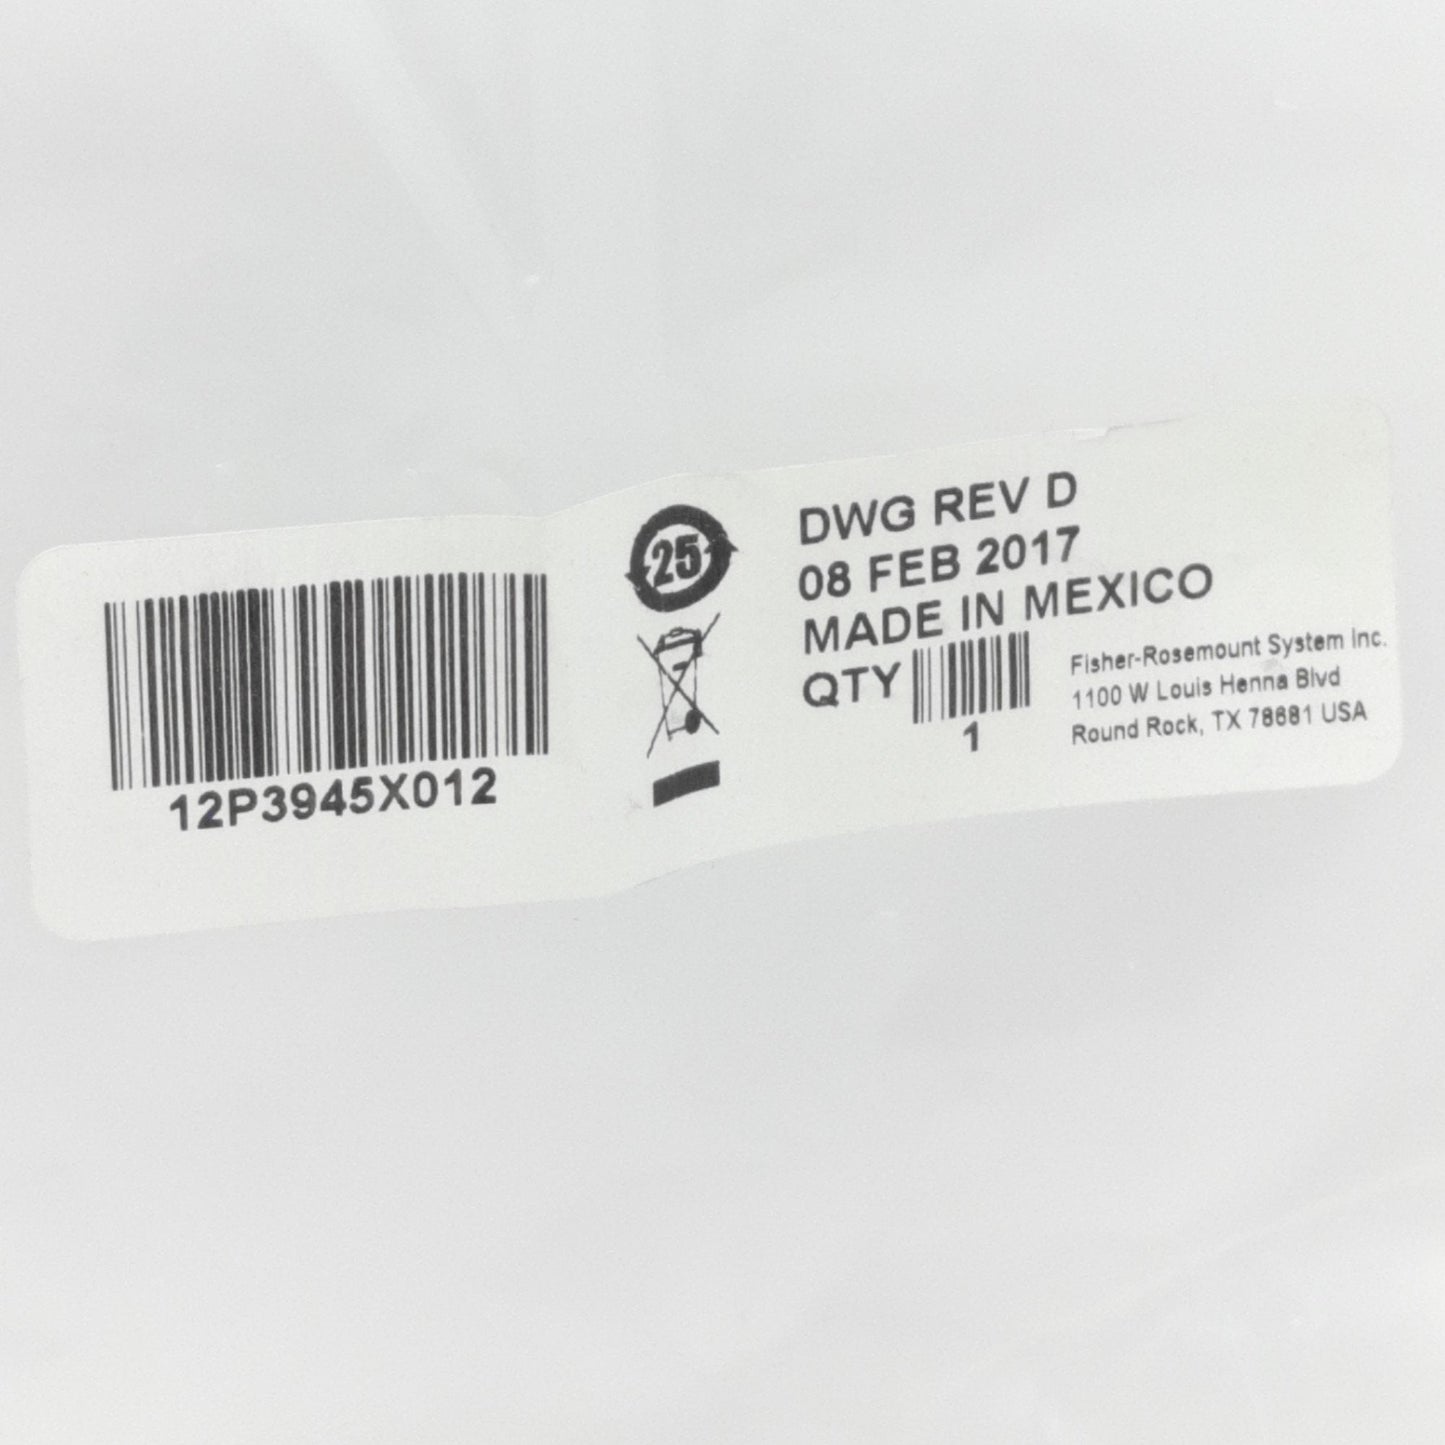 12P3945X012
25
DWG REV D
08 FEB 2017
MADE IN MEXICO
QTY
1
Fisher-Rosemount System Inc.
1100 W Louis Henna Blvd
Round Rock, TX 78681 USA